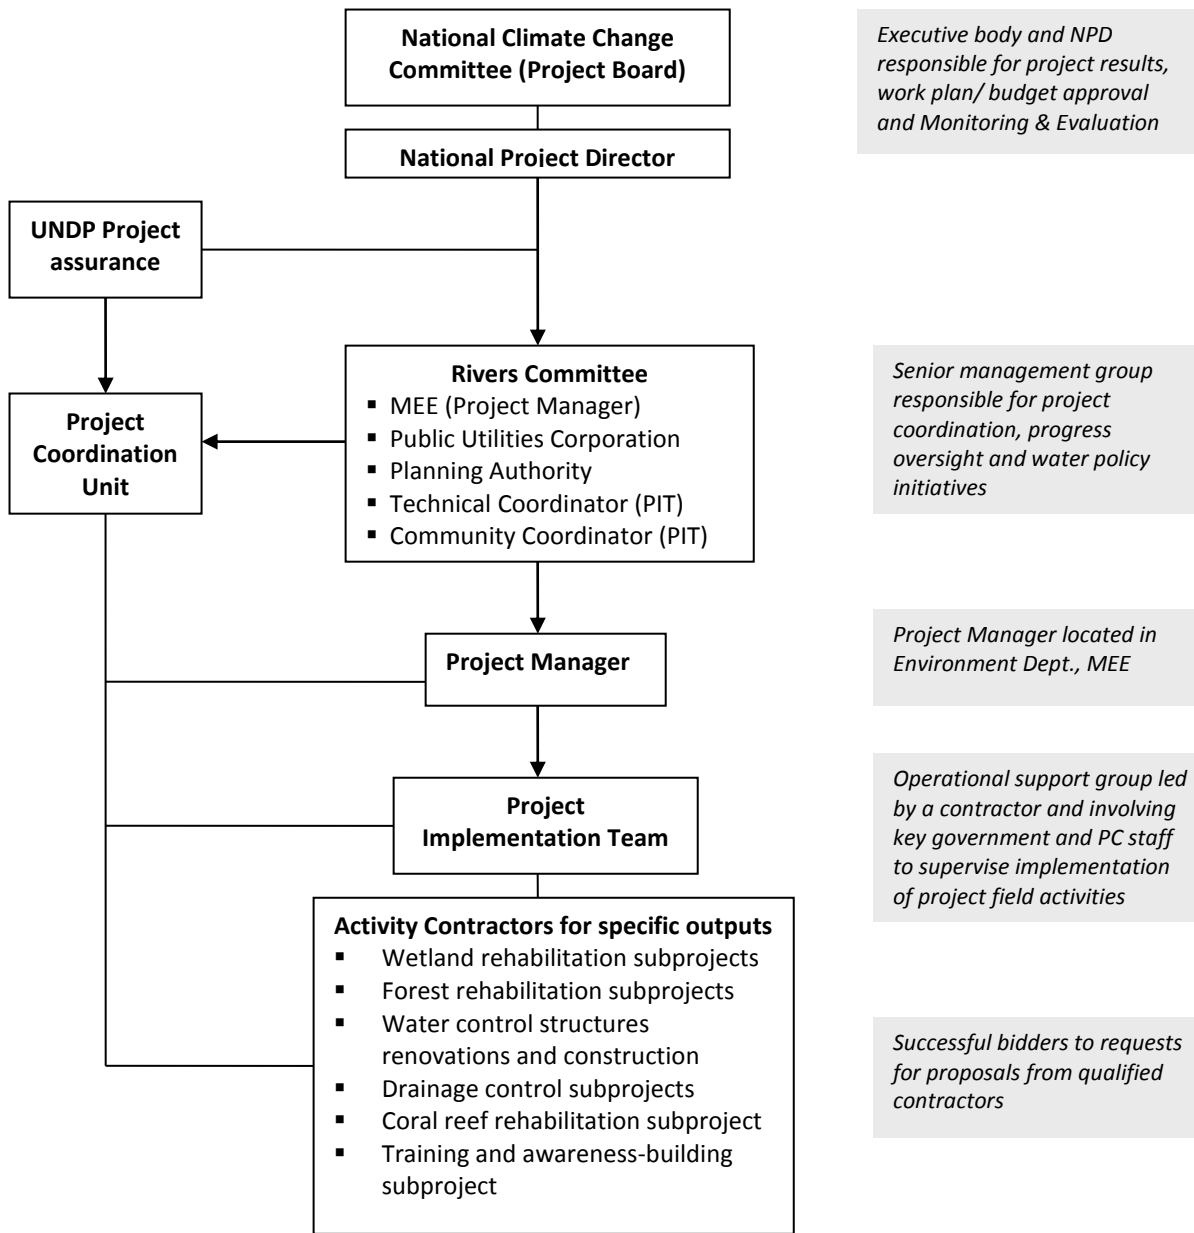 National Climate Change
Committee (Project Board)
Executive body and NPD
responsible for project results,
work plan/ budget approval
and Monitoring & Evaluation
National Project Director
UNDP Project
assurance
Rivers Committee
▪ MEE (Project Manager)
▪ Public Utilities Corporation
▪ Planning Authority
▪ Technical Coordinator (PIT)
▪ Community Coordinator (PIT)
Senior management group
responsible for project
coordination, progress
oversight and water policy
initiatives
Project
Coordination
Unit
Project Manager
Project Manager located in
Environment Dept., MEE
Project
Implementation Team
Operational support group led
by a contractor and involving
key government and PC staff
to supervise implementation
of project field activities
Activity Contractors for specific outputs
▪ Wetland rehabilitation subprojects
▪ Forest rehabilitation subprojects
▪ Water control structures
renovations and construction
▪ Drainage control subprojects
▪ Coral reef rehabilitation subproject
▪ Training and awareness-building
subproject
Successful bidders to requests
for proposals from qualified
contractors